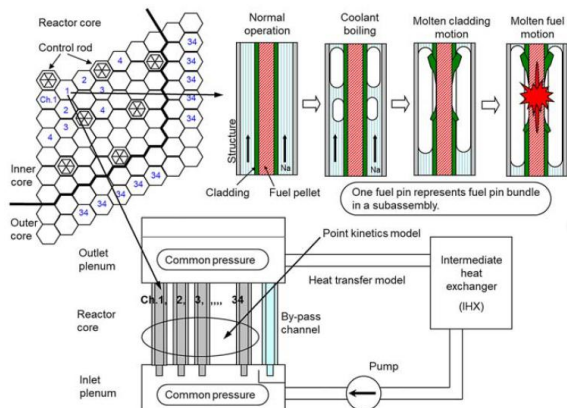 Reactor core
Control rod
34
34
34
34
34
34
4
4
2
2
1
Ch.1
3
3
4
34
34
34
34
34
Inner
core
Outer
core
Normal
operation
Coolant
boiling
Molten cladding
motion
Molten fuel
motion
Structure
Na
Na
Cladding
Fuel pellet
One fuel pin represents fuel pin bundle
in a subassembly.
Point kinetics model
Outlet
plenum
Common pressure
Heat transfer model
Intermediate
heat
exchanger
(IHX)
Ch.1, 2, 3, ,,,, 34
Reactor
core
By-pass
channel
Pump
Inlet
plenum
Common pressure